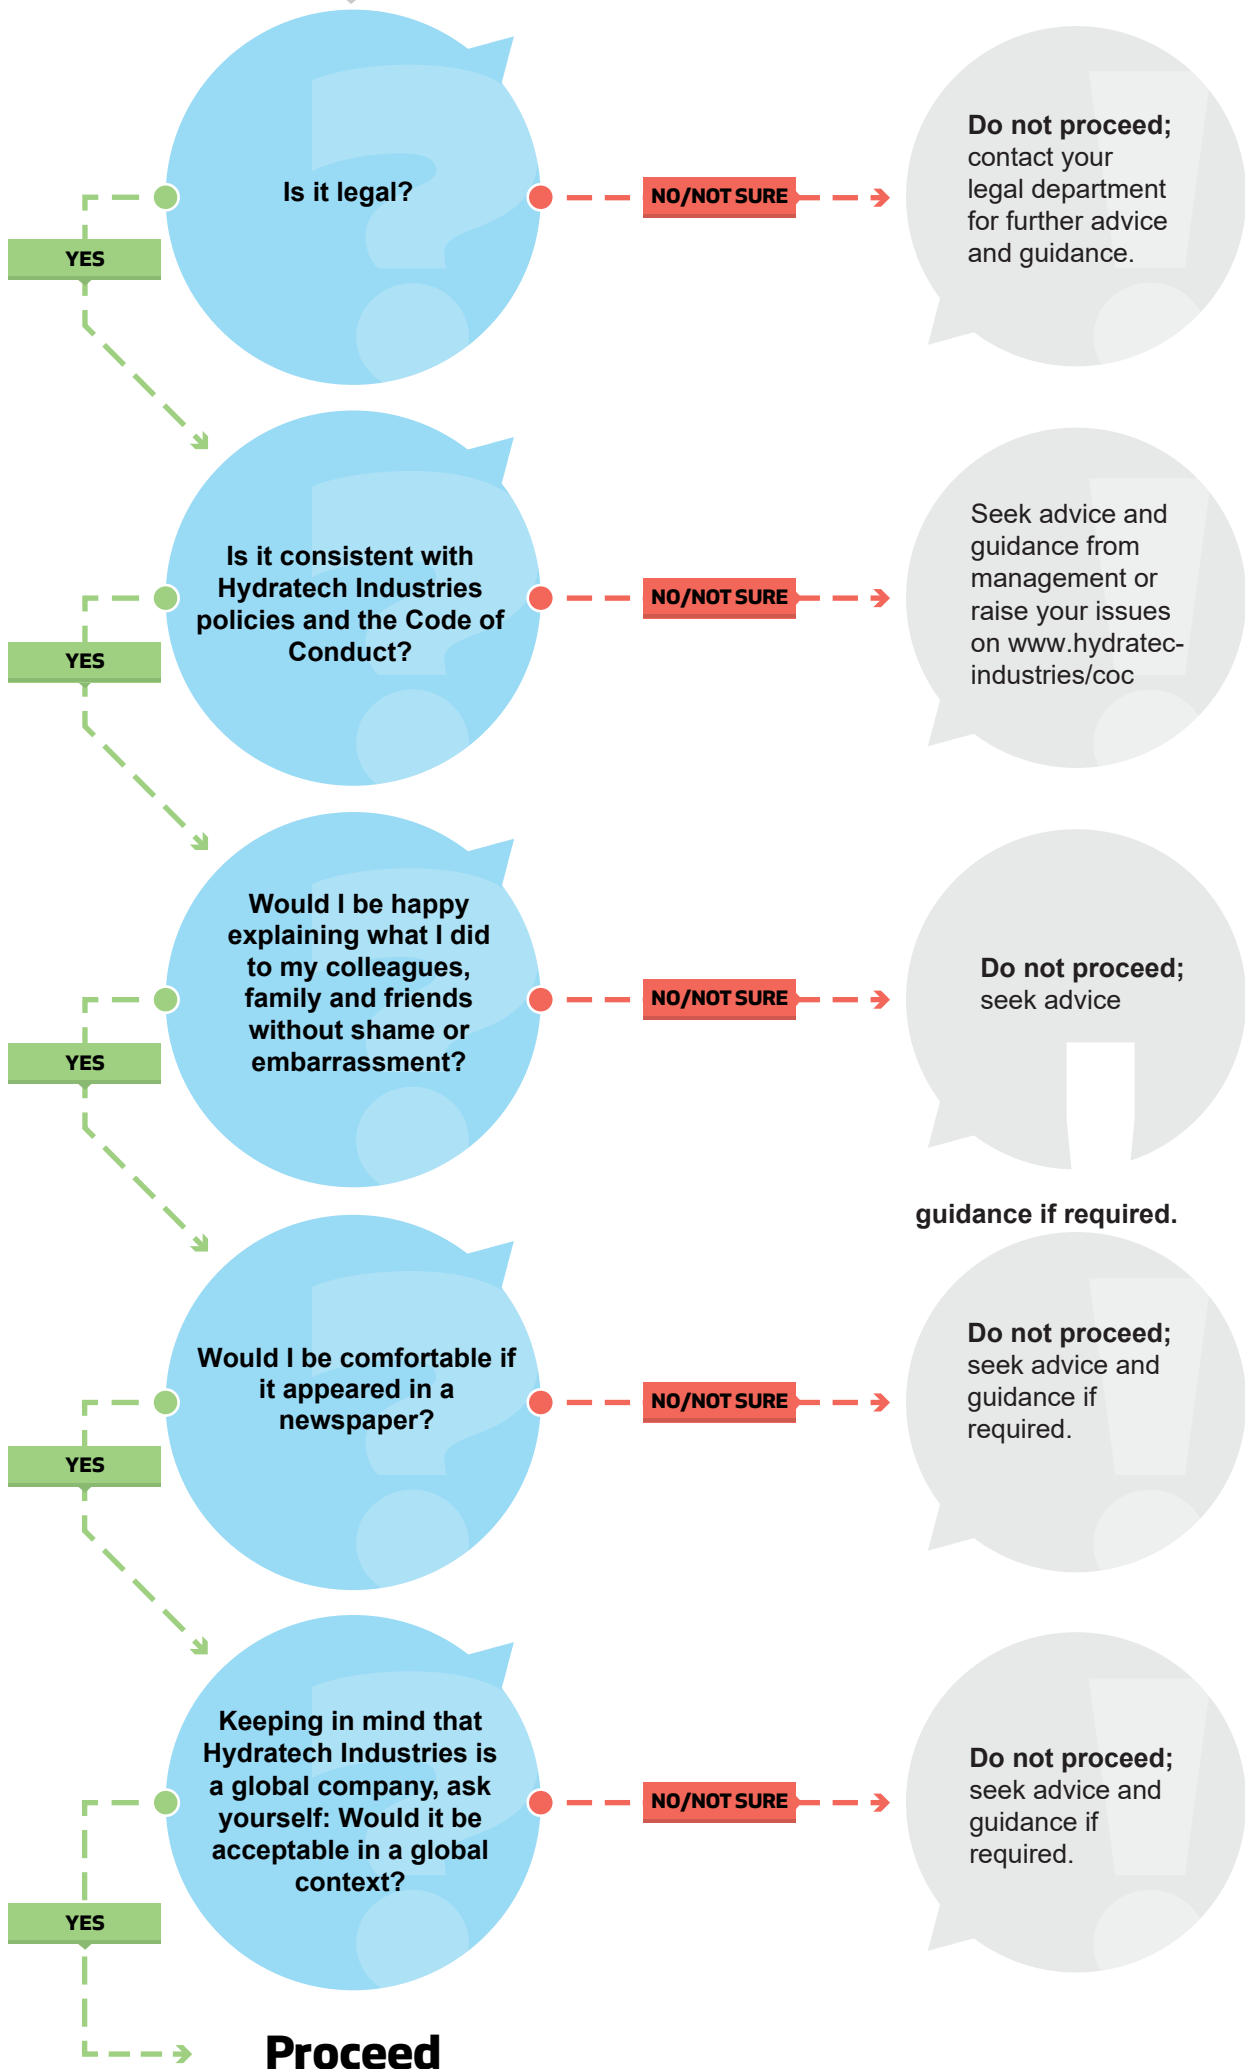 Is it legal?
NO/NOT SURE
Do not proceed;
contact your
legal department
for further advice
and guidance.
YES
Is it consistent with
Hydratech Industries
policies and the Code of
Conduct?
NO/NOT SURE
Seek advice and
guidance from
management or
raise your issues
on www.hydratec-
industries/coc
YES
Would I be happy
explaining what I did
to my colleagues,
family and friends
without shame or
embarrassment?
NO/NOT SURE
Do not proceed;
seek advice
guidance if required.
YES
Would I be comfortable if
it appeared in a
newspaper?
NO/NOT SURE
Do not proceed;
seek advice and
guidance if
required.
YES
Keeping in mind that
Hydratech Industries is
a global company, ask
yourself: Would it be
acceptable in a global
context?
NO/NOT SURE
Do not proceed;
seek advice and
guidance if
required.
YES
Proceed